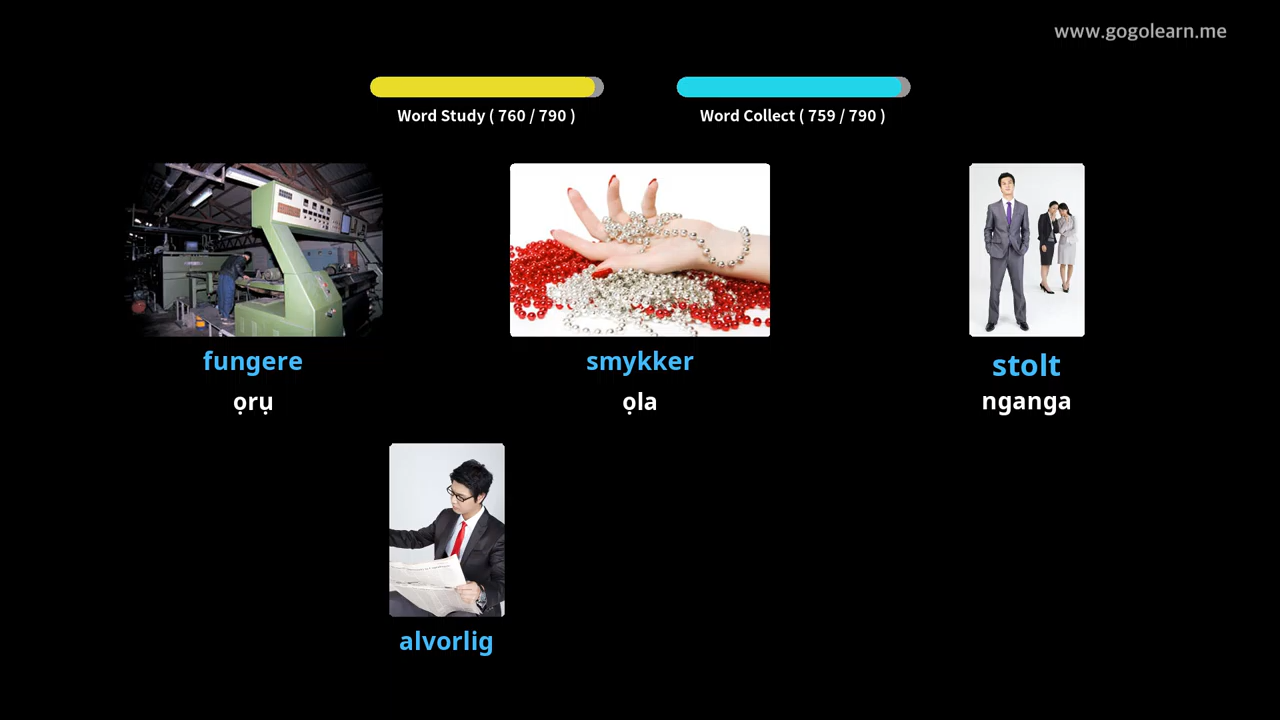 www.gogolearn.me
Word Study ( 760 / 790 )
Word Collect ( 759 / 790 )
fungere
smykker
stolt
ọrụ
ọla
nganga
alvorlig